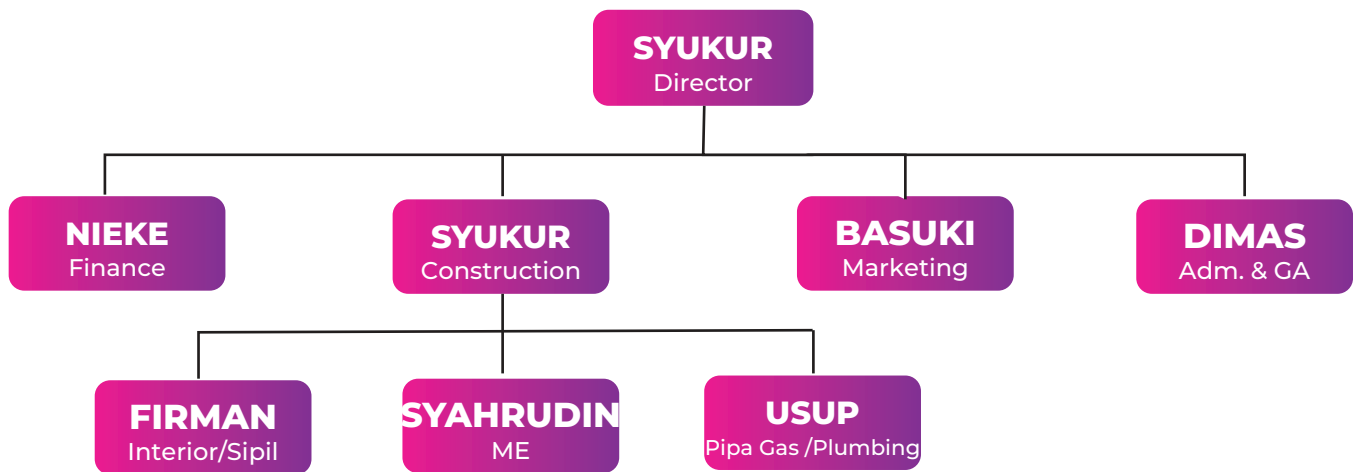 SYUKUR
Director
NIEKE
Finance
SYUKUR
Construction
BASUKI
Marketing
DIMAS
Adm. & GA
FIRMAN
Interior/Sipil
SYAHRUDIN
ME
USUP
Pipa Gas /Plumbing